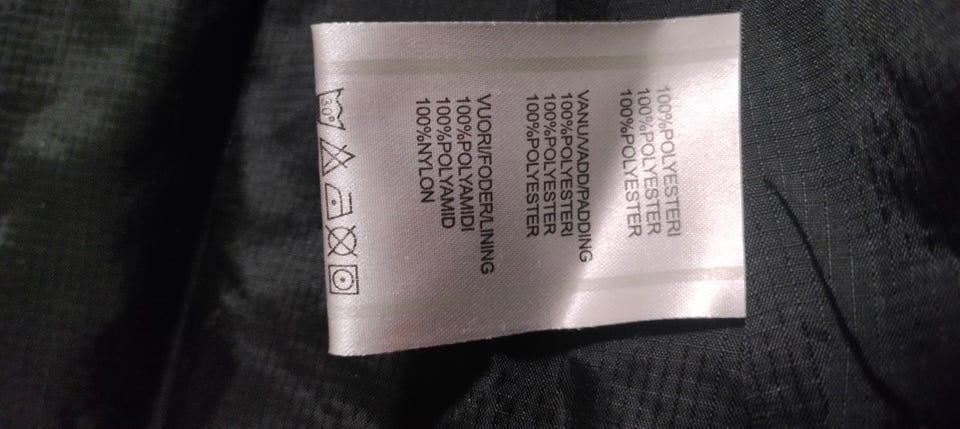 100%POLYESTERI
100%POLYESTER
100%POLYESTER
VANU/VADD/PADDING
100%POLYESTERI
100%POLYESTER
100%POLYESTER
VUORI/FODER/LINING
100%POLYAMIDI
100%POLYAMID
100%NYLON
30°